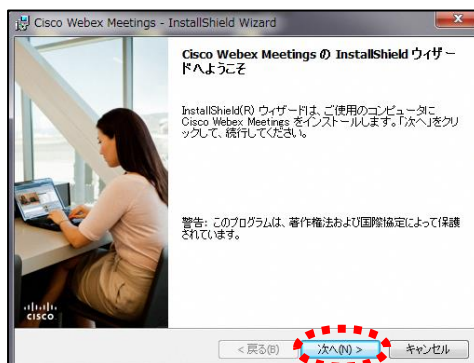 Cisco Webex Meetings - InstallShield Wizard
Cisco Webex Meetings の InstallShield ウィザー
ドへようこそ
InstallShield(R) ウィザードは、ご使用のコンピュータに
Cisco Webex Meetings をインストールします。「次へ」をクリ
ックして、続行してください。
警告: このプログラムは、著作権法および国際協定によって保護
されています。
CISCO
< 戻る(B)
次へ(N) >
キャンセル